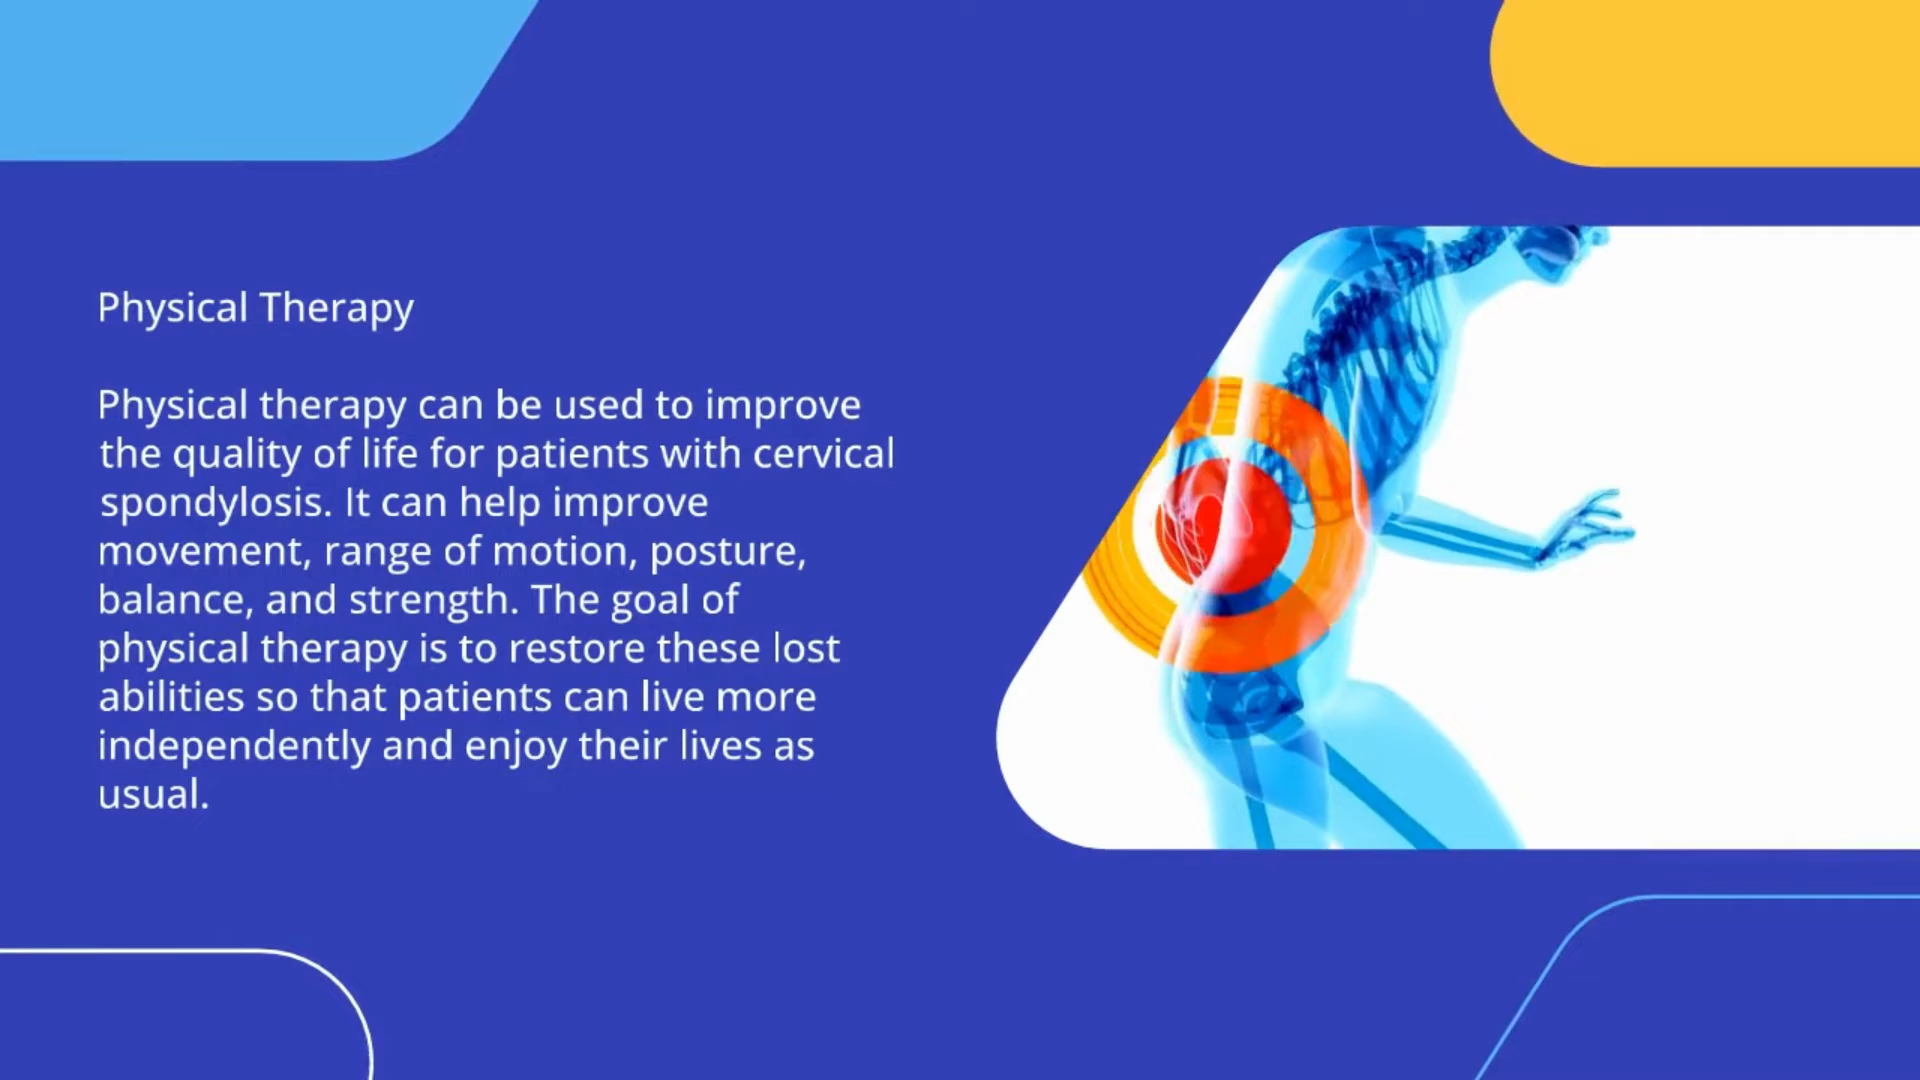 Physical Therapy
Physical therapy can be used to improve
the quality of life for patients with cervical
spondylosis. It can help improve
movement, range of motion, posture,
balance, and strength. The goal of
physical therapy is to restore these lost
abilities so that patients can live more
independently and enjoy their lives as
usual.